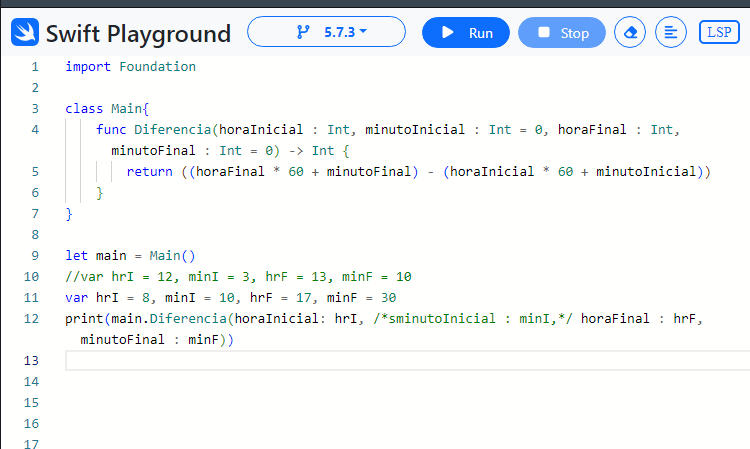 Swift Playground
5.7.3
Run
Stop
LSP
1 import Foundation
2
3 class Main{
4 func Diferencia(horaInicial : Int, minutoInicial : Int = 0, horaFinal : Int,
minutoFinal : Int = 0) -> Int {
5 return ((horaFinal * 60 + minutoFinal) - (horaInicial * 60 + minutoInicial))
6 }
7 }
8
9 let main = Main()
10 //var hrI = 12, minI = 3, hrF = 13, minF = 10
11 var hrI = 8, minI = 10, hrF = 17, minF = 30
12 print(main.Diferencia(horaInicial: hrI, /*sminutoInicial : minI,*/ horaFinal : hrF,
minutoFinal : minF))
13
14
15
16
17